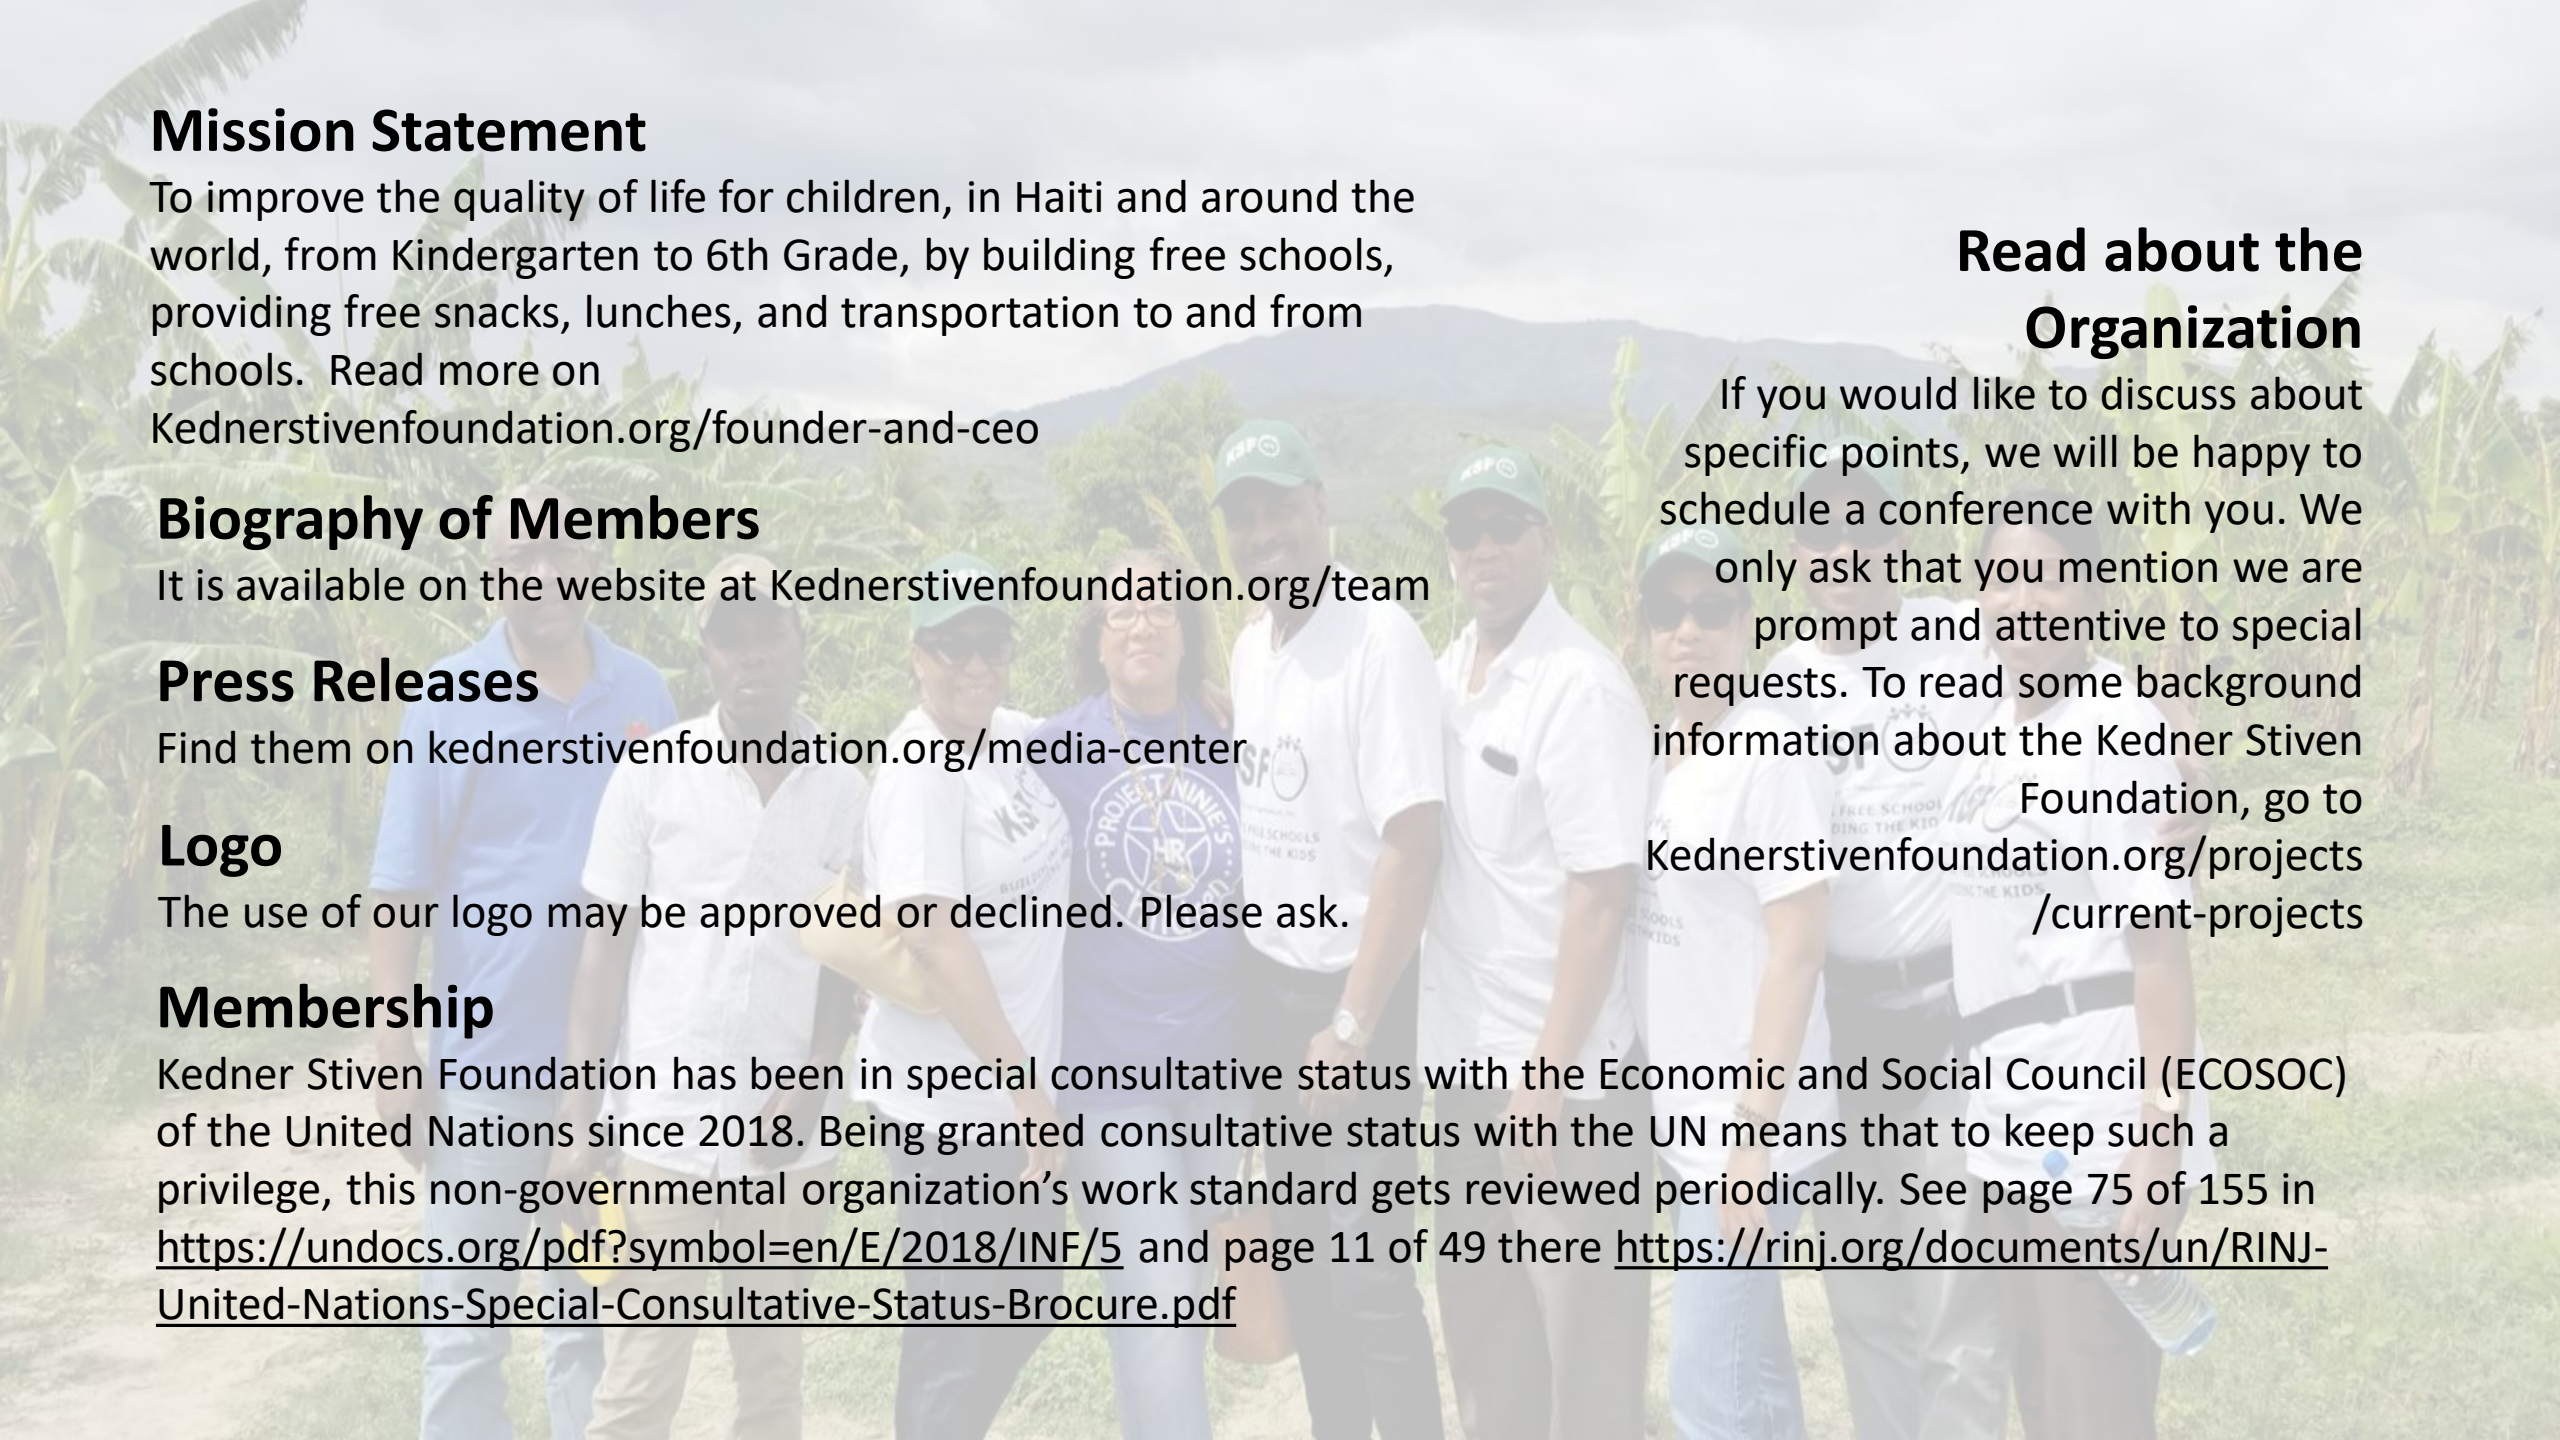 Mission Statement
To improve the quality of life for children, in Haiti and around the
world, from Kindergarten to 6th Grade, by building free schools,
providing free snacks, lunches, and transportation to and from
schools.  Read more on
Kednerstivenfoundation.org/founder-and-ceo
Biography of Members
It is available on the website at Kednerstivenfoundation.org/team
Press Releases
Find them on kednerstivenfoundation.org/media-center
Logo
The use of our logo may be approved or declined. Please ask.
Read about the
Organization
If you would like to discuss about
specific points, we will be happy to
schedule a conference with you. We
only ask that you mention we are
prompt and attentive to special
requests. To read some background
information about the Kedner Stiven
Foundation, go to
Kednerstivenfoundation.org/projects
/current-projects
Membership
Kedner Stiven Foundation has been in special consultative status with the Economic and Social Council (ECOSOC)
of the United Nations since 2018. Being granted consultative status with the UN means that to keep such a
privilege, this non-governmental organization’s work standard gets reviewed periodically. See page 75 of 155 in
https://undocs.org/pdf?symbol=en/E/2018/INF/5 and page 11 of 49 there https://rinj.org/documents/un/RINJ-
United-Nations-Special-Consultative-Status-Brocure.pdf
KSF
KSF
KSF
PROJECT NINIE'S
HR